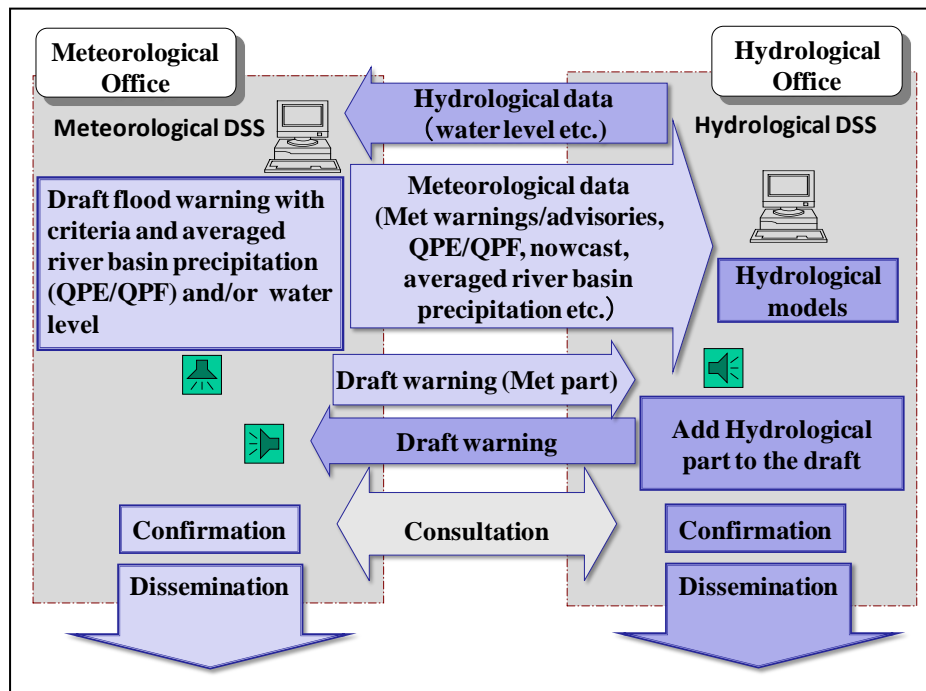 Meteorological
Office
Hydrological
Office
Meteorological DSS
Hydrological data
(water level etc.)
Hydrological DSS
Draft flood warning with
criteria and averaged
river basin precipitation
(QPE/QPF) and/or water
level
Meteorological data
(Met warnings/advisories,
QPE/QPF, nowcast,
averaged river basin
precipitation etc.)
Hydrological
models
Draft warning (Met part)
Draft warning
Add Hydrological
part to the draft
Confirmation
Consultation
Confirmation
Dissemination
Dissemination